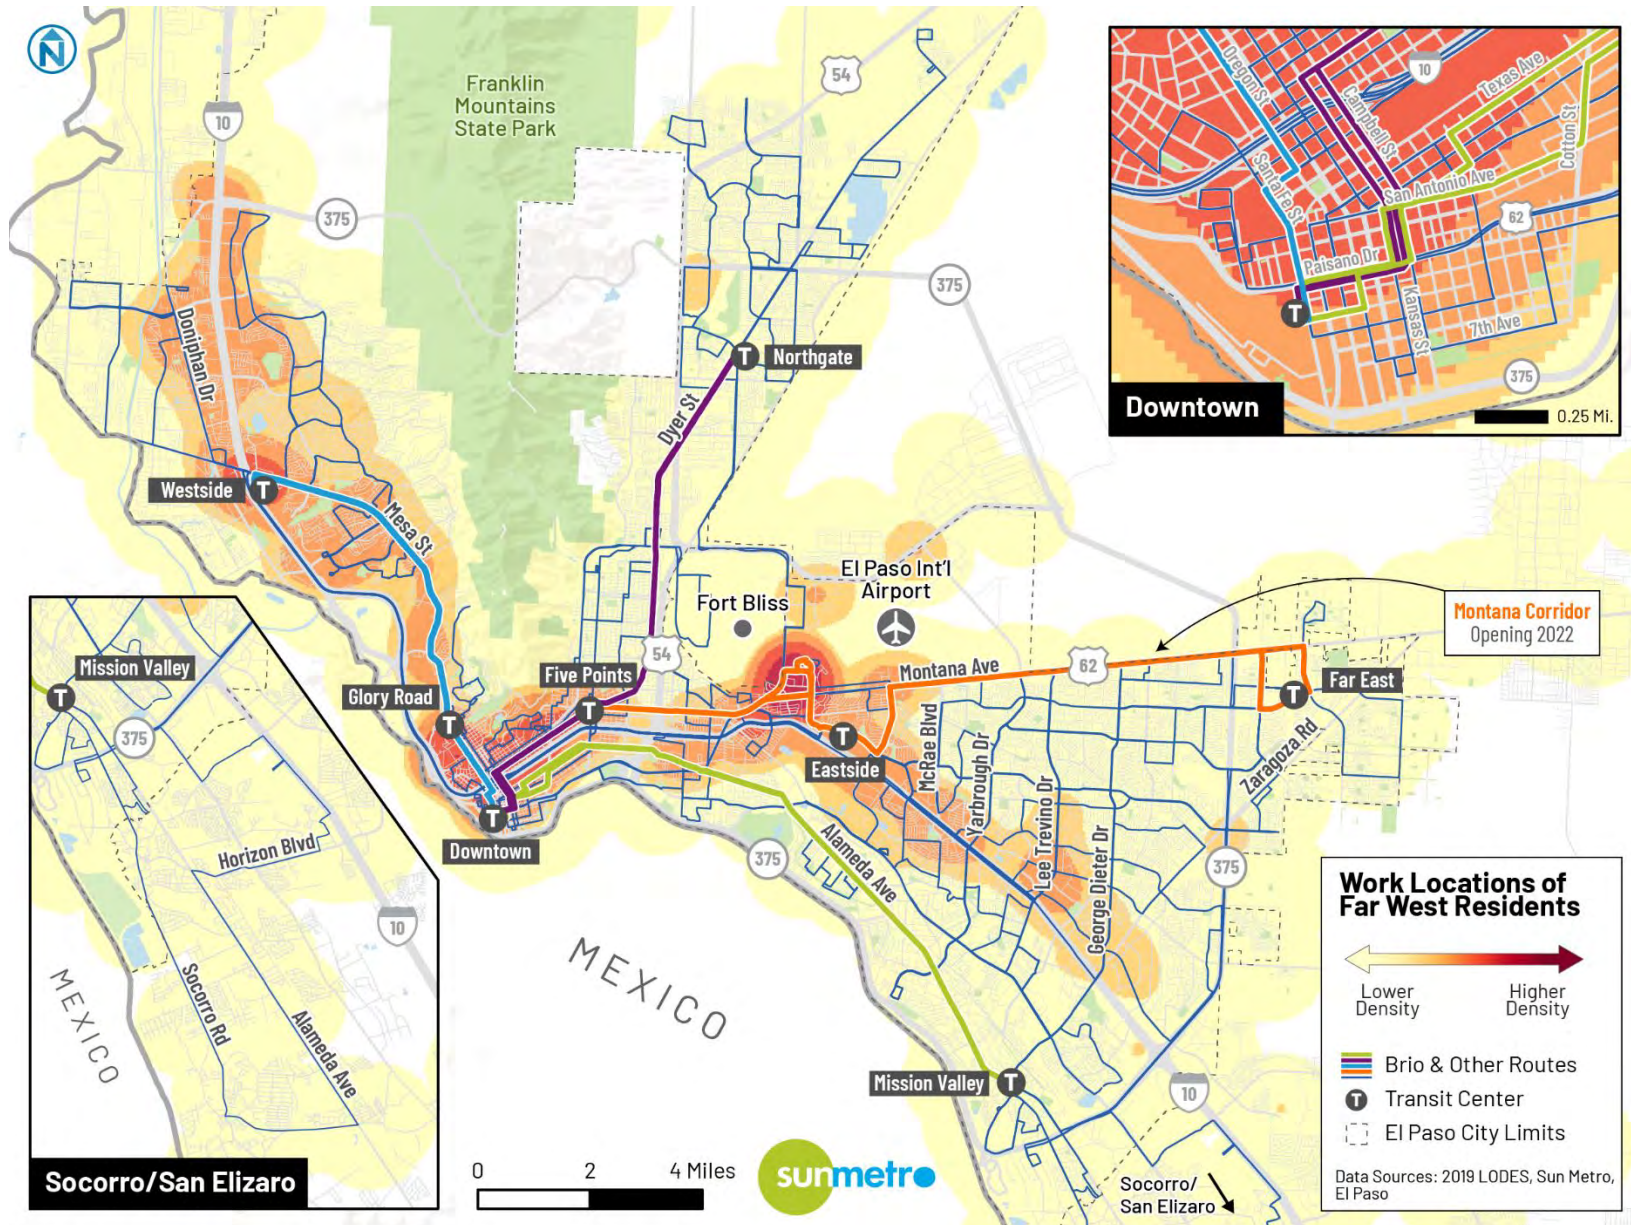 N
54
Franklin
Mountains
State Park
10
375
375
Doniphan Dr
Northgate
Dyer St
Westside
Mesa St
El Paso Int'l
Airport
Fort Bliss
54
Five Points
Glory Road
Montana Ave
62
Montana Corridor
Opening 2022
Far East
Eastside
McRae Blvd
Yarbrough Dr
Lee Trevino Dr
George Dieter Dr
Zaragoza Rd
Downtown
375
375
Alameda Ave
MEXICO
Mission Valley
10
Socorro/
San Elizaro
0 2 4 Miles
sunmetro
Oregon St
10
Campbell St
Texas Ave
Cotton St
Santa Fe St
San Antonio Ave
62
Paisano Dr
Kansas St
7th Ave
375
Downtown
0.25 Mi.
10
Mission Valley
375
Horizon Blvd
10
Socorro Rd
Alameda Ave
MEXICO
Socorro/San Elizaro
Work Locations of
Far West Residents
Lower
Density
Higher
Density
Brio & Other Routes
T Transit Center
El Paso City Limits
Data Sources: 2019 LODES, Sun Metro,
El Paso
T
T
T
T
T
T
T
T
T
T